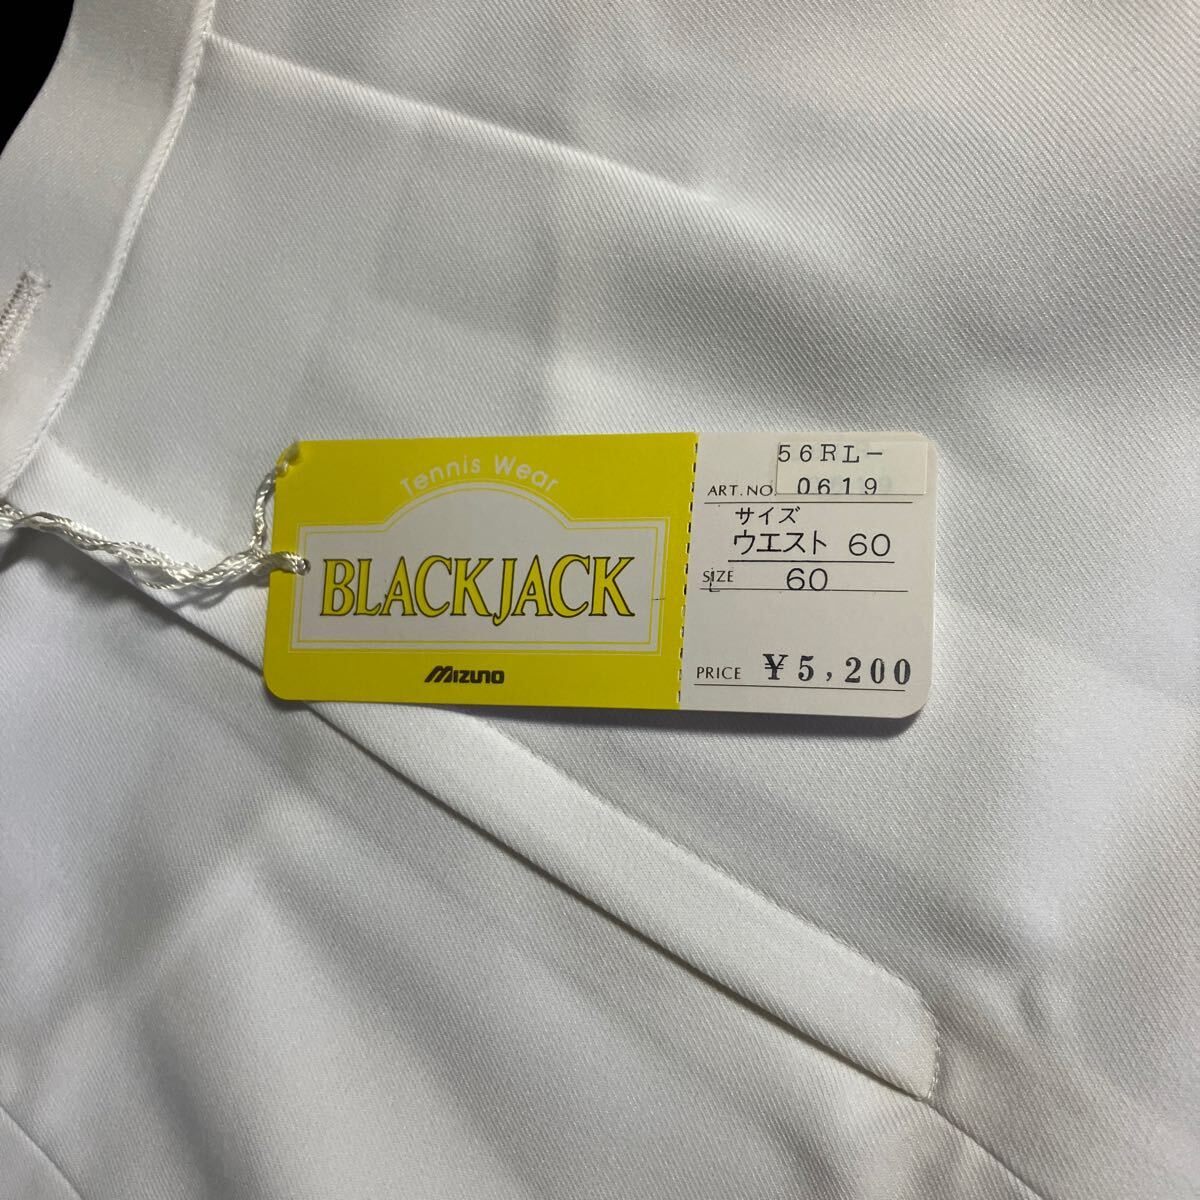 Tennis Wear
BLACKJACK
MIZUNO
56RL-
ART.NO. 0619
サイズ
ウエスト 60
SIZE 60
PRICE ¥5,200